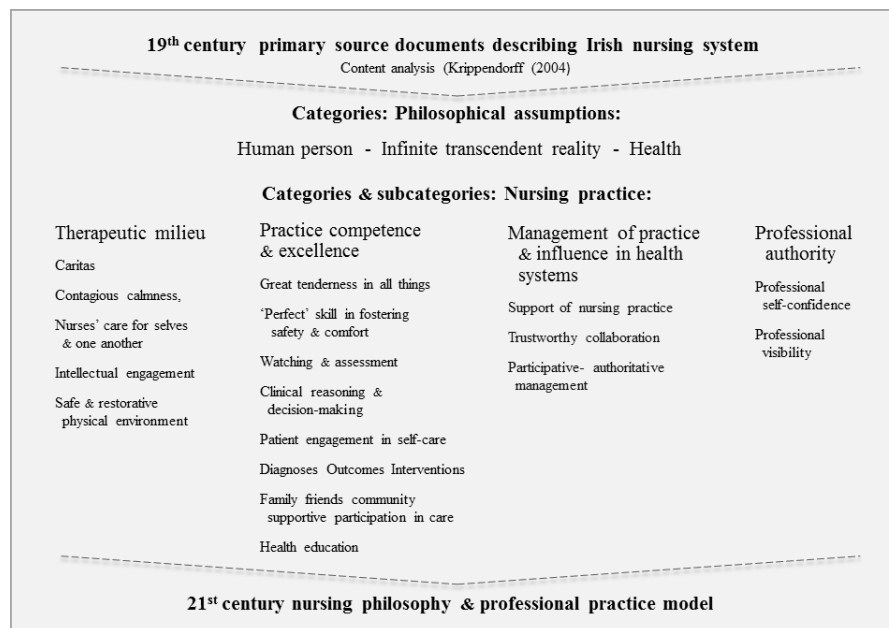 19th century primary source documents describing Irish nursing system
Content analysis (Krippendorff (2004)
Categories: Philosophical assumptions:
Human person - Infinite transcendent reality - Health
Categories & subcategories: Nursing practice:
Therapeutic milieu
Caritas
Contagious calmness,
Nurses' care for selves
& one another
Intellectual engagement
Safe & restorative
physical environment
Practice competence
& excellence
Great tenderness in all things
'Perfect' skill in fostering
safety & comfort
Watching & assessment
Clinical reasoning &
decision-making
Patient engagement in self-care
Diagnoses Outcomes Interventions
Family friends community
supportive participation in care
Health education
Management of practice
& influence in health
systems
Support of nursing practice
Trustworthy collaboration
Participative- authoritative
management
Professional
authority
Professional
self-confidence
Professional
visibility
21st century nursing philosophy & professional practice model